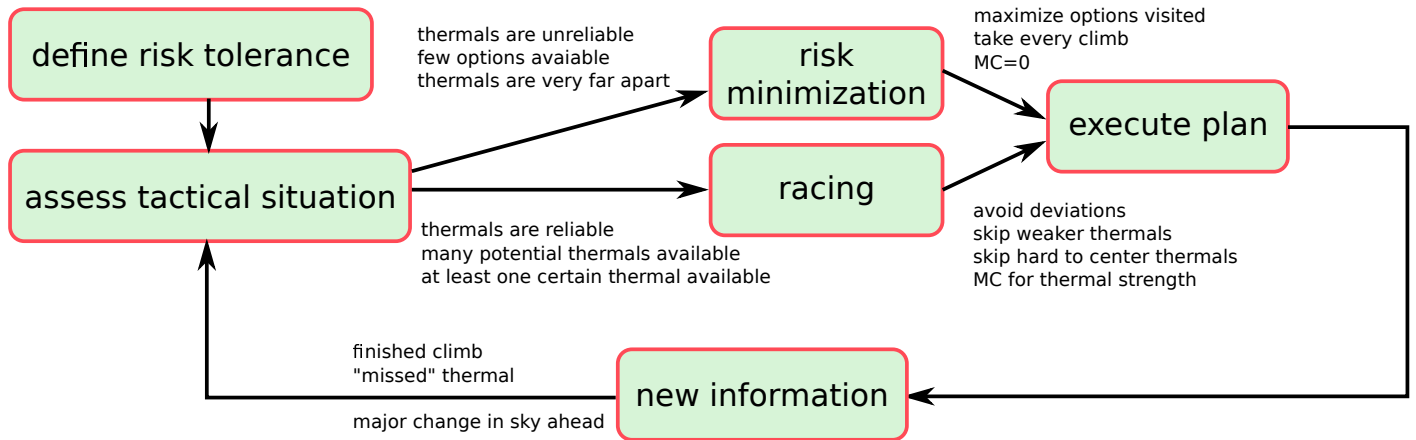 define risk tolerance
assess tactical situation
thermals are unreliable
few options avaiable
thermals are very far apart
thermals are reliable
many potential thermals available
at least one certain thermal available
risk
minimization
racing
maximize options visited
take every climb
MC=0
execute plan
avoid deviations
skip weaker thermals
skip hard to center thermals
MC for thermal strength
new information
finished climb
"missed" thermal
major change in sky ahead